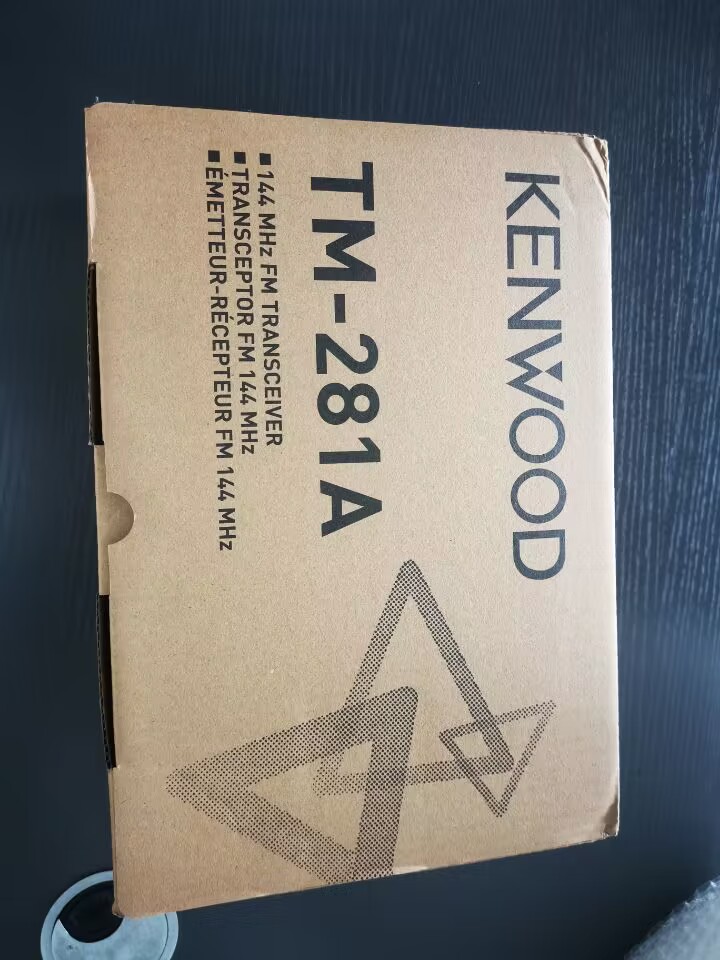 KENWOOD
TM-281A
■ 144 MHz FM TRANSCEIVER
■ TRANSCEPTOR FM 144 MHz
■ ÉMETTEUR-RÉCEPTEUR FM 144 MHz